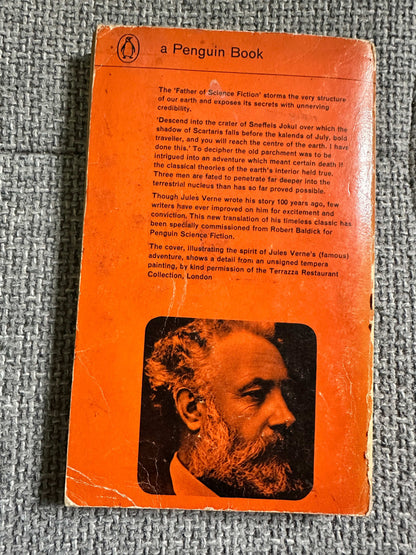 a Penguin Book
The 'Father of Science Fiction' storms the very structure
of our earth and exposes its secrets with unnerving
credibility.
'Descend into the crater of Sneffels Jokul over which the
shadow of Scartaris falls before the kalends of July, bold
traveller, and you will reach the centre of the earth. I have
done this.' To decipher the old parchment was to be
intrigued into an adventure which meant certain death if
the classical theories of the earth's interior held true.
Three men are fated to penetrate far deeper into the
terrestrial nucleus than has so far proved possible.
Though Jules Verne wrote his story 100 years ago, few
writers have ever improved on him for excitement and
conviction. This new translation of his timeless classic has
been specially commissioned from Robert Baldick for
Penguin Science Fiction.
The cover, illustrating the spirit of Jules Verne's (famous)
adventure, shows a detail from an unsigned tempera
painting, by kind permission of the Terrazza Restaurant
Collection, London